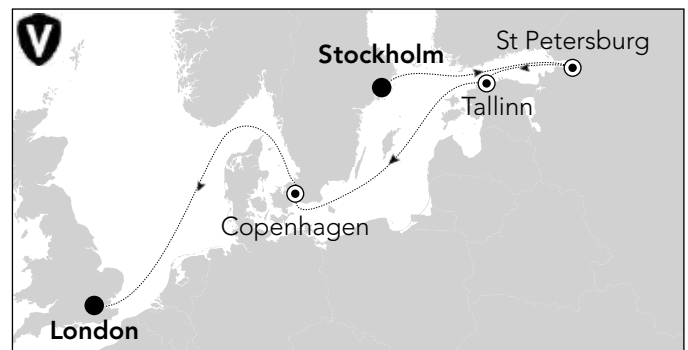 V
St Petersburg
Stockholm
Tallinn
Copenhagen
London